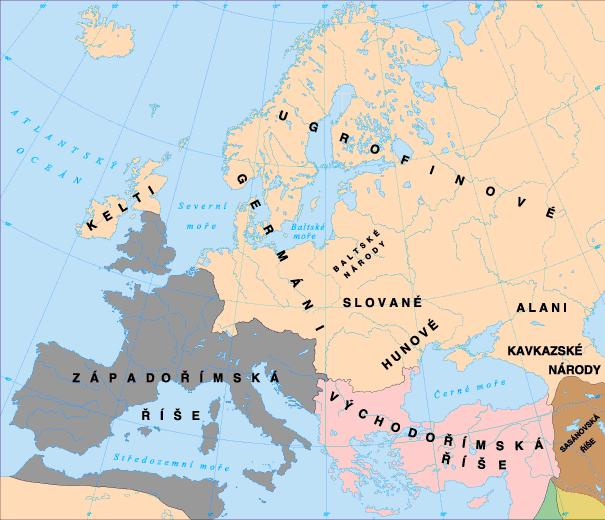 ATLANTSKÝ
OCEÁN
UGROFINOVÉ
KELTI
GERMÁNI
Severní
moře
Baltské
moře
BALTSKÉ
NÁRODY
SLOVANÉ
ALANI
HUNOVÉ
KAVKAZSKÉ
NÁRODY
ZÁPADOŘÍMSKÁ
ŘÍŠE
Černé moře
VÝCHODOŘÍMSKÁ
ŘÍŠE
SASÁNOVSKÁ
ŘÍŠE
Středozemní moře